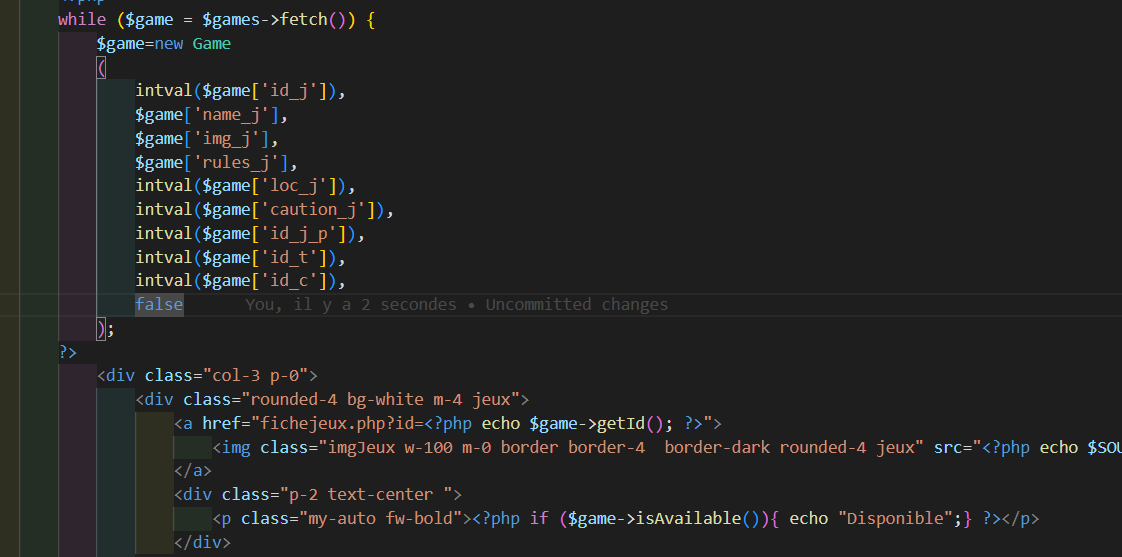 while ($game = $games->fetch()) {
$game=new Game
(
intval($game['id_j']),
$game['name_j'],
$game['img_j'],
$game['rules_j'],
intval($game['loc_j']),
intval($game['caution_j']),
intval($game['id_j_p']),
intval($game['id_t']),
intval($game['id_c']),
false You, il y a 2 secondes • Uncommitted changes
);
?>
<div class="col-3 p-0">
<div class="rounded-4 bg-white m-4 jeux">
<a href="fichejeux.php?id=<?php echo $game->getId(); ?>">
<img class="imgJeux w-100 m-0 border border-4  border-dark rounded-4 jeux" src="<?php echo $SOU
</a>
<div class="p-2 text-center ">
<p class="my-auto fw-bold"><?php if ($game->isAvailable()){ echo "Disponible";} ?></p>
</div>